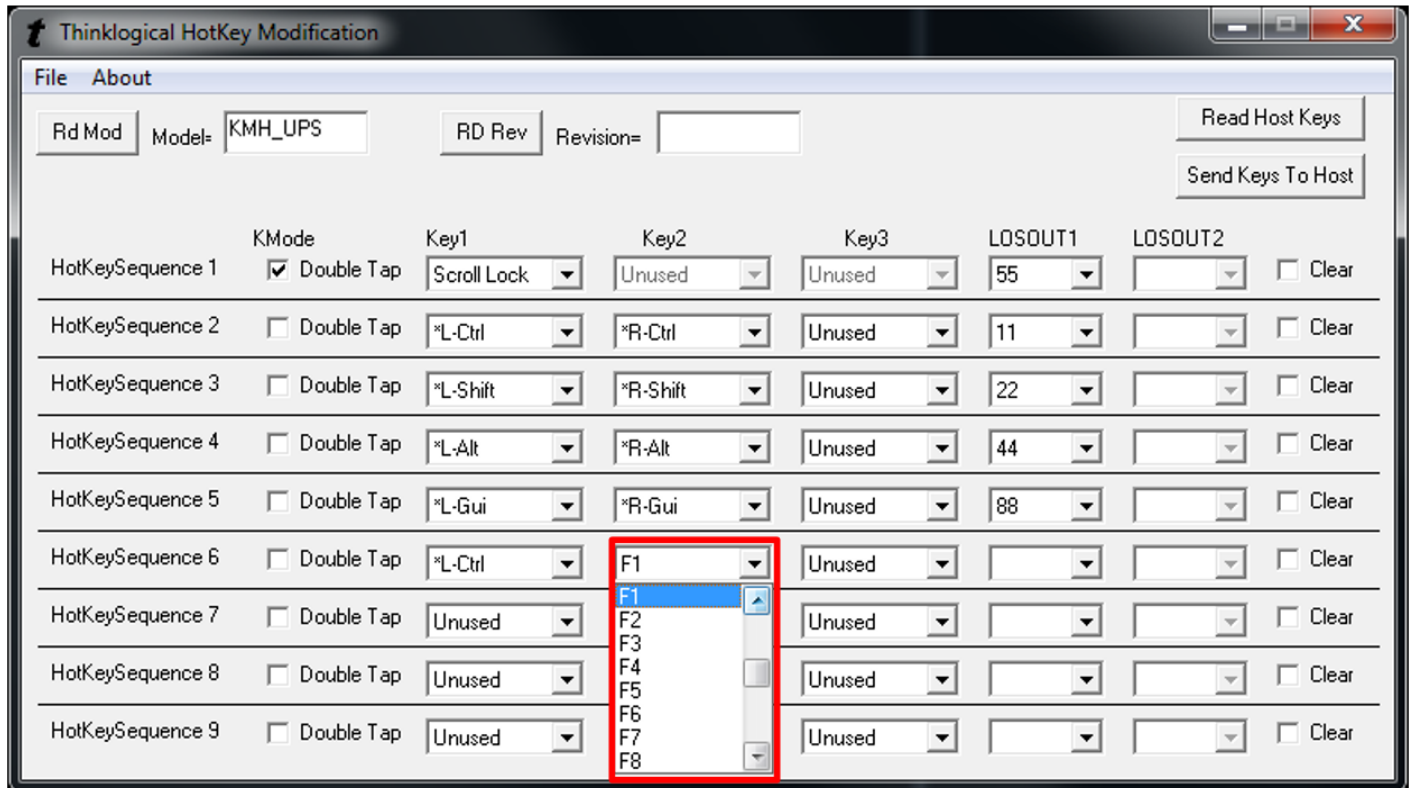 t Thinklogical HotKey Modification
File About
Rd Mod Model= KMH_UPS RD Rev Revision= Read Host Keys
Send Keys To Host
KMode Key1 Key2 Key3 LOSOUT1 LOSOUT2
HotKeySequence 1 Double Tap Scroll Lock Unused Unused 55 Clear
HotKeySequence 2 Double Tap *L-Ctrl *R-Ctrl Unused 11 Clear
HotKeySequence 3 Double Tap *L-Shift *R-Shift Unused 22 Clear
HotKeySequence 4 Double Tap *L-Alt *R-Alt Unused 44 Clear
HotKeySequence 5 Double Tap *L-Gui *R-Gui Unused 88 Clear
HotKeySequence 6 Double Tap *L-Ctrl F1 Unused Clear
F1
HotKeySequence 7 Double Tap Unused F2 Unused Clear
F3
F4
HotKeySequence 8 Double Tap Unused F5 Unused Clear
F6
HotKeySequence 9 Double Tap Unused F7 Unused Clear
F8